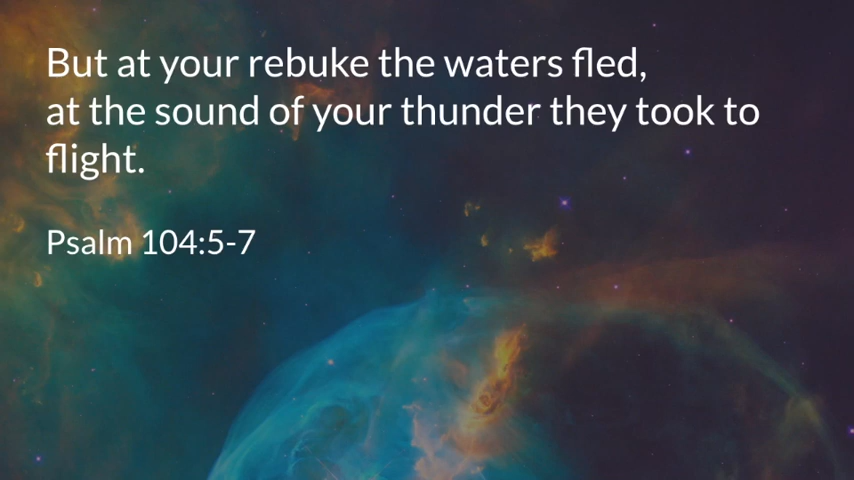 But at your rebuke the waters fled,
at the sound of your thunder they took to
flight.
Psalm 104:5-7